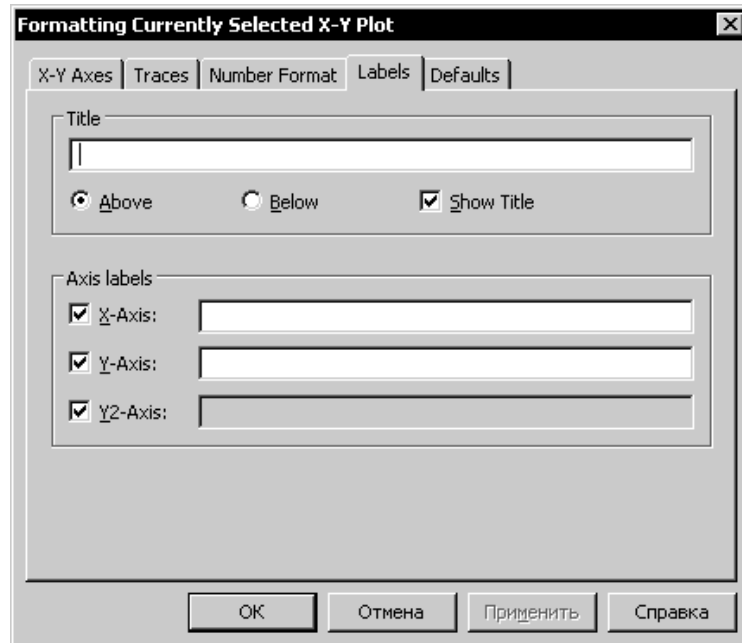 Formatting Currently Selected X-Y Plot
X-Y Axes Traces Number Format Labels Defaults
Title
Above Below Show Title
Axis labels
X-Axis:
Y-Axis:
Y2-Axis:
OK Отмена Применить Справка